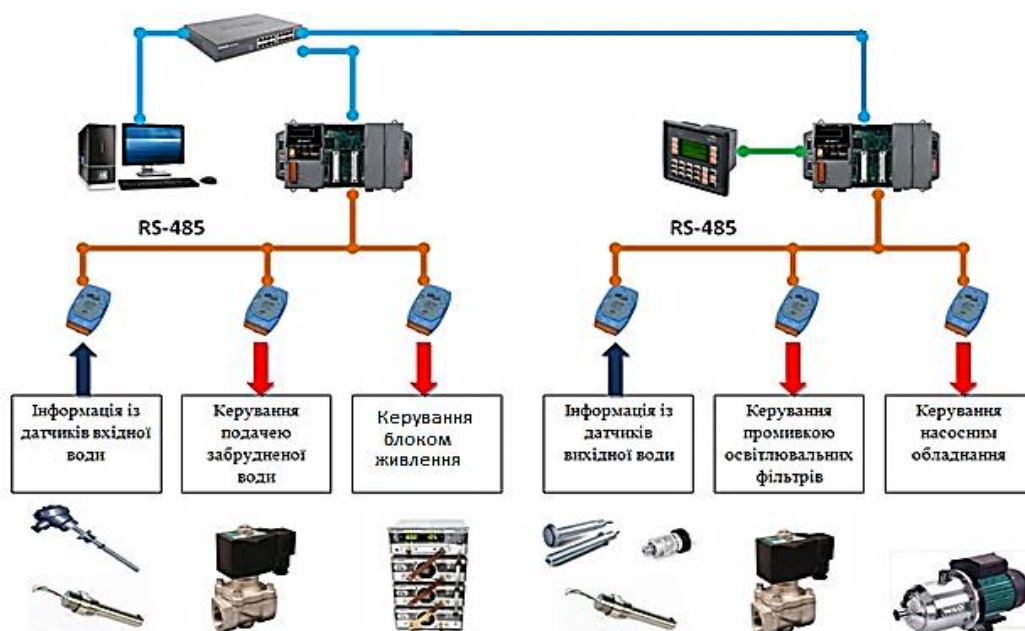 RS-485
RS-485
Інформація із
датчиків вхідної
води
Керування
подачею
забрудненої
води
Керування
блоком
живлення
Інформація із
датчиків
вихідної води
Керування
промивкою
освітлювальних
фільтрів
Керування
насосним
обладнання
wilo